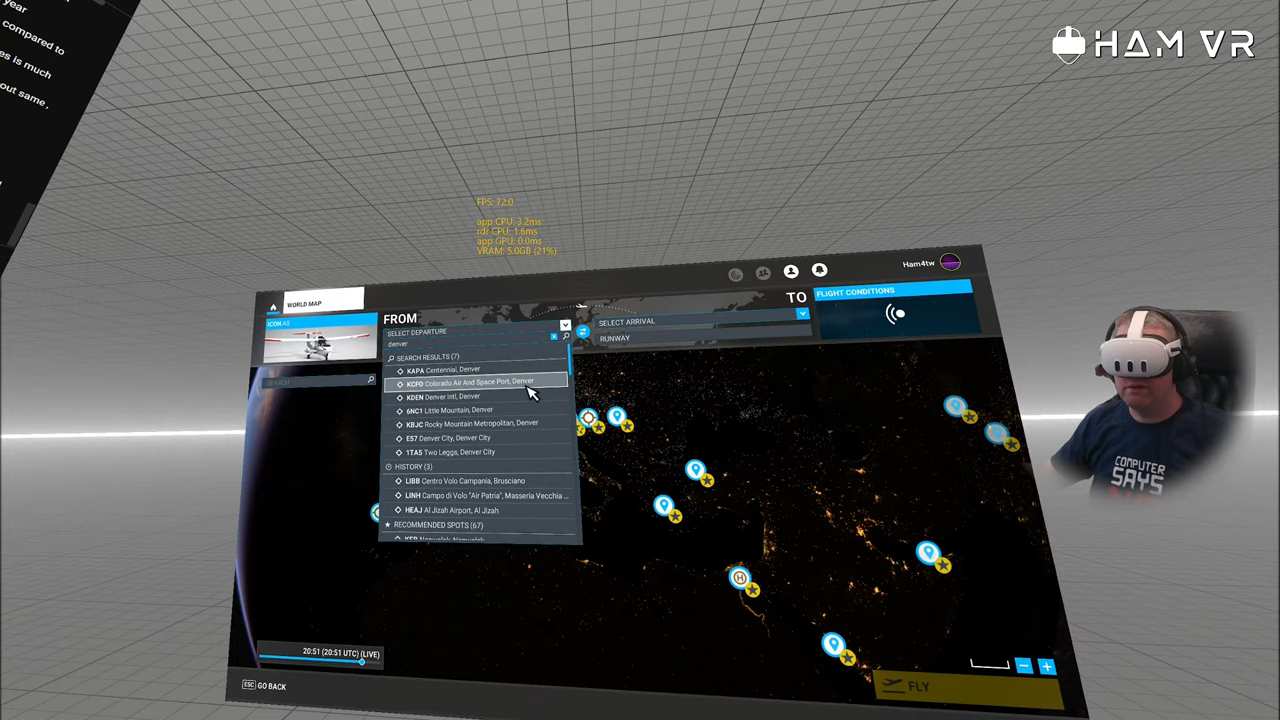 year
compared to
es is much
out same,
HAM VR
FPS: 72.0
app CPU: 3.2ms
rdr CPU: 1.6ms
app GPU: 0.0ms
VRAM: 5.0GB (21%)
Ham4tw
WORLD MAP
ICON A5
FROM
TO
FLIGHT CONDITIONS
SELECT DEPARTURE
denver
SELECT ARRIVAL
RUNWAY
SEARCH
SEARCH RESULTS (7)
KAPA Centennial, Denver
KCFO Colorado Air And Space Port, Denver
KDEN Denver Intl, Denver
6NC1 Little Mountain, Denver
KBJC Rocky Mountain Metropolitan, Denver
E57 Denver City, Denver City
1TA5 Two Leggs, Denver City
HISTORY (3)
LIBB Centro Volo Campania, Brusciano
LINH Campo di Volo "Air Patria", Masseria Vecchia ...
HEAJ Al Jizah Airport, Al Jizah
RECOMMENDED SPOTS (67)
H
COMPUTER
SAYS
20:51 (20:51 UTC) (LIVE)
ESC GO BACK
FLY